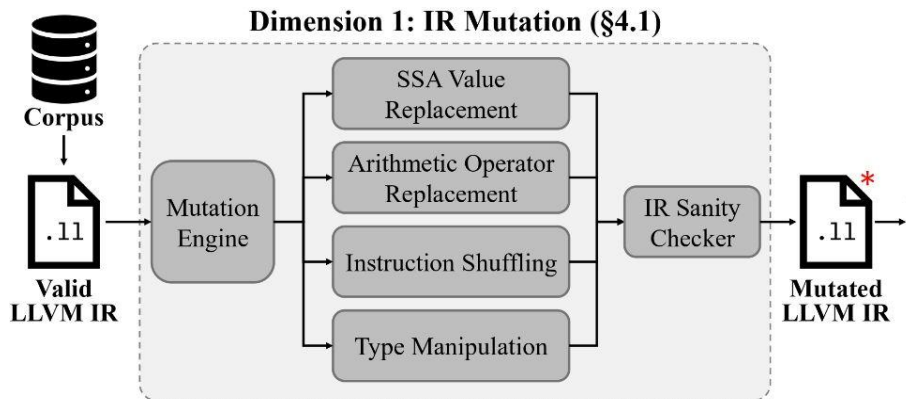 Dimension 1: IR Mutation (§4.1)
Corpus
.ll
Valid
LLVM IR
Mutation
Engine
SSA Value
Replacement
Arithmetic Operator
Replacement
Instruction Shuffling
Type Manipulation
IR Sanity
Checker
*
.ll
Mutated
LLVM IR